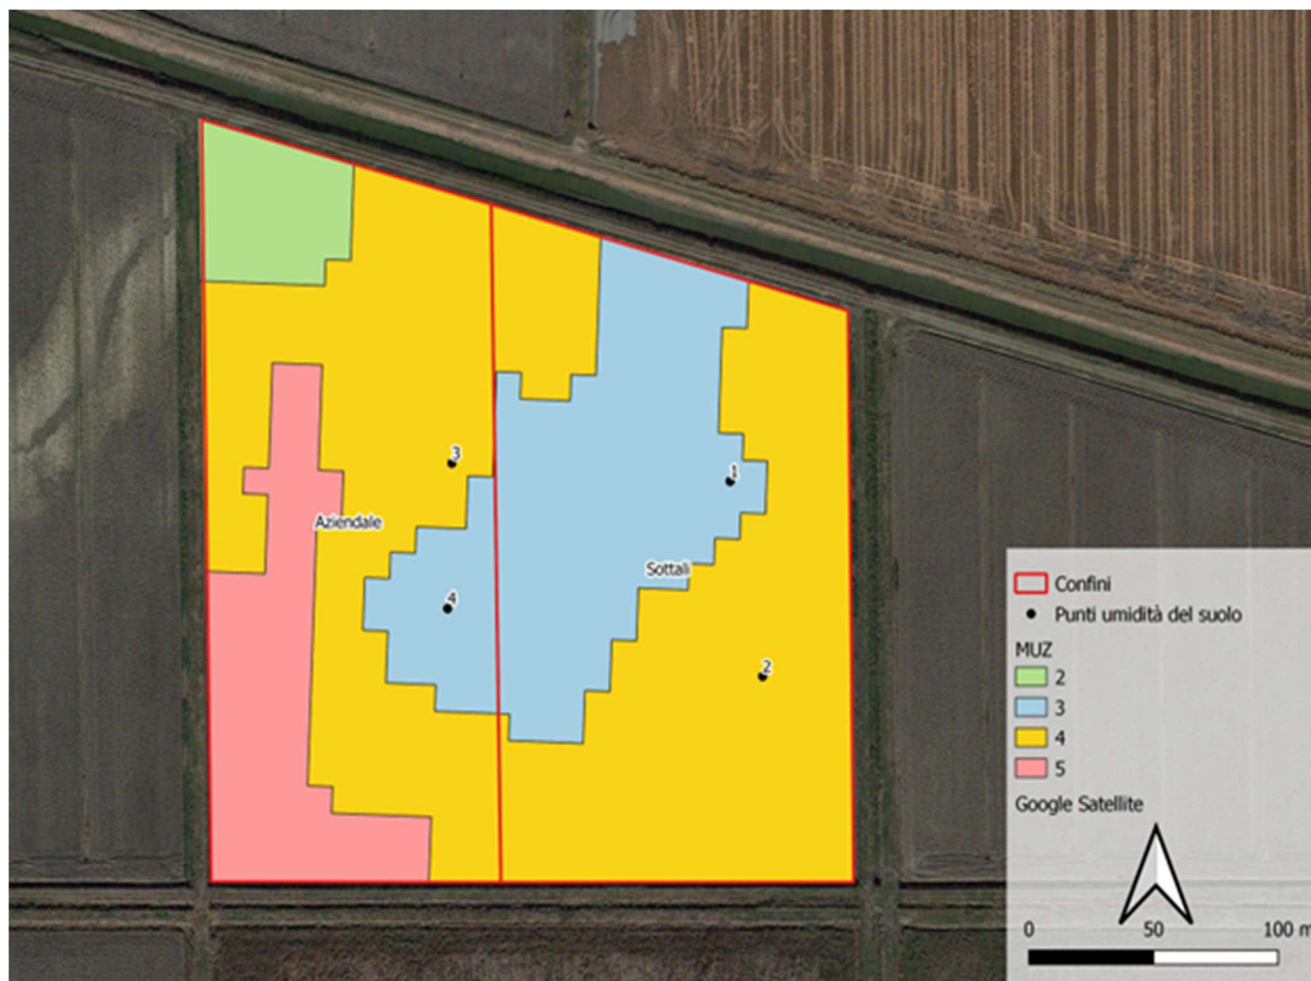 3
1
Aziendale
Sottali
4
2
Confini
Punti umidità del suolo
MUZ
2
3
4
5
Google Satellite
0 50 100 m